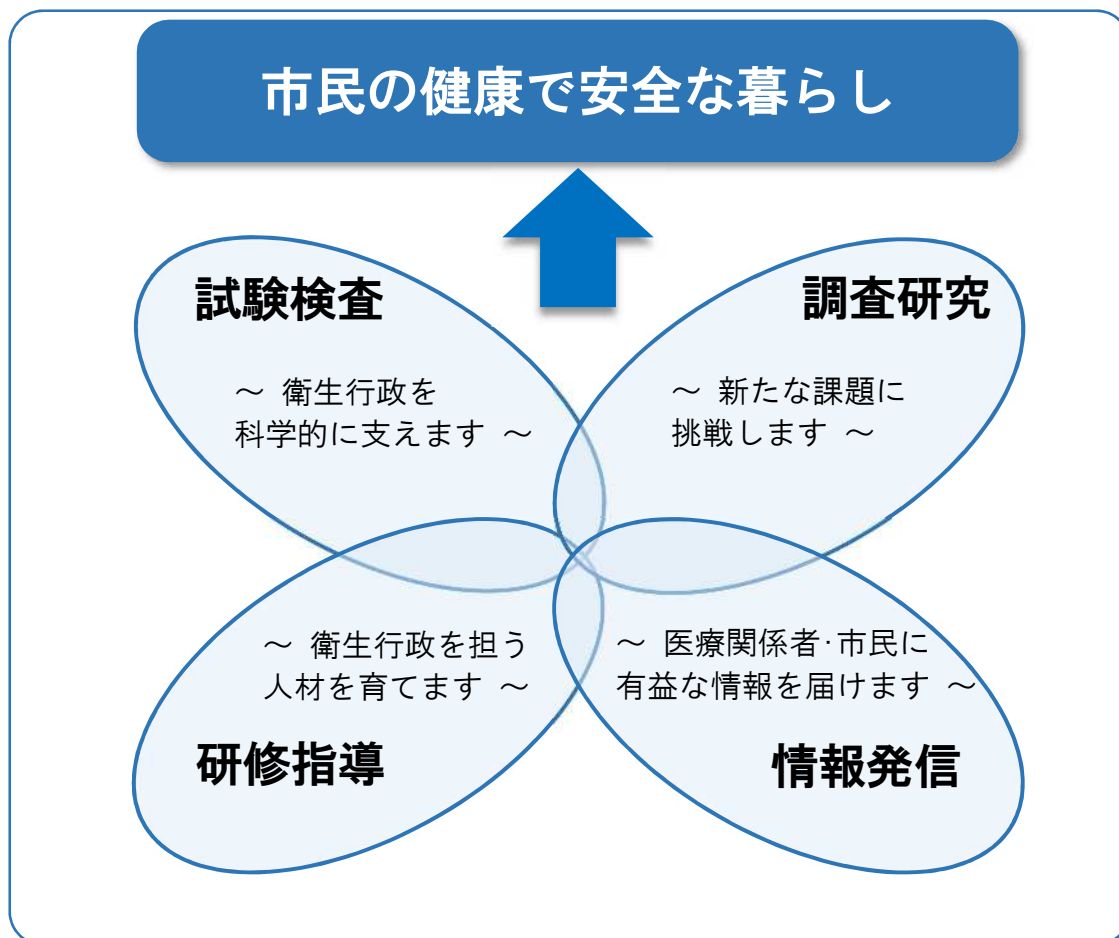 市民の健康で安全な暮らし
試験検査
～ 衛生行政を
科学的に支えます ～
調査研究
～ 新たな課題に
挑戦します ～
～ 衛生行政を担う
人材を育てます ～
研修指導
～ 医療関係者･市民に
有益な情報を届けます ～
情報発信